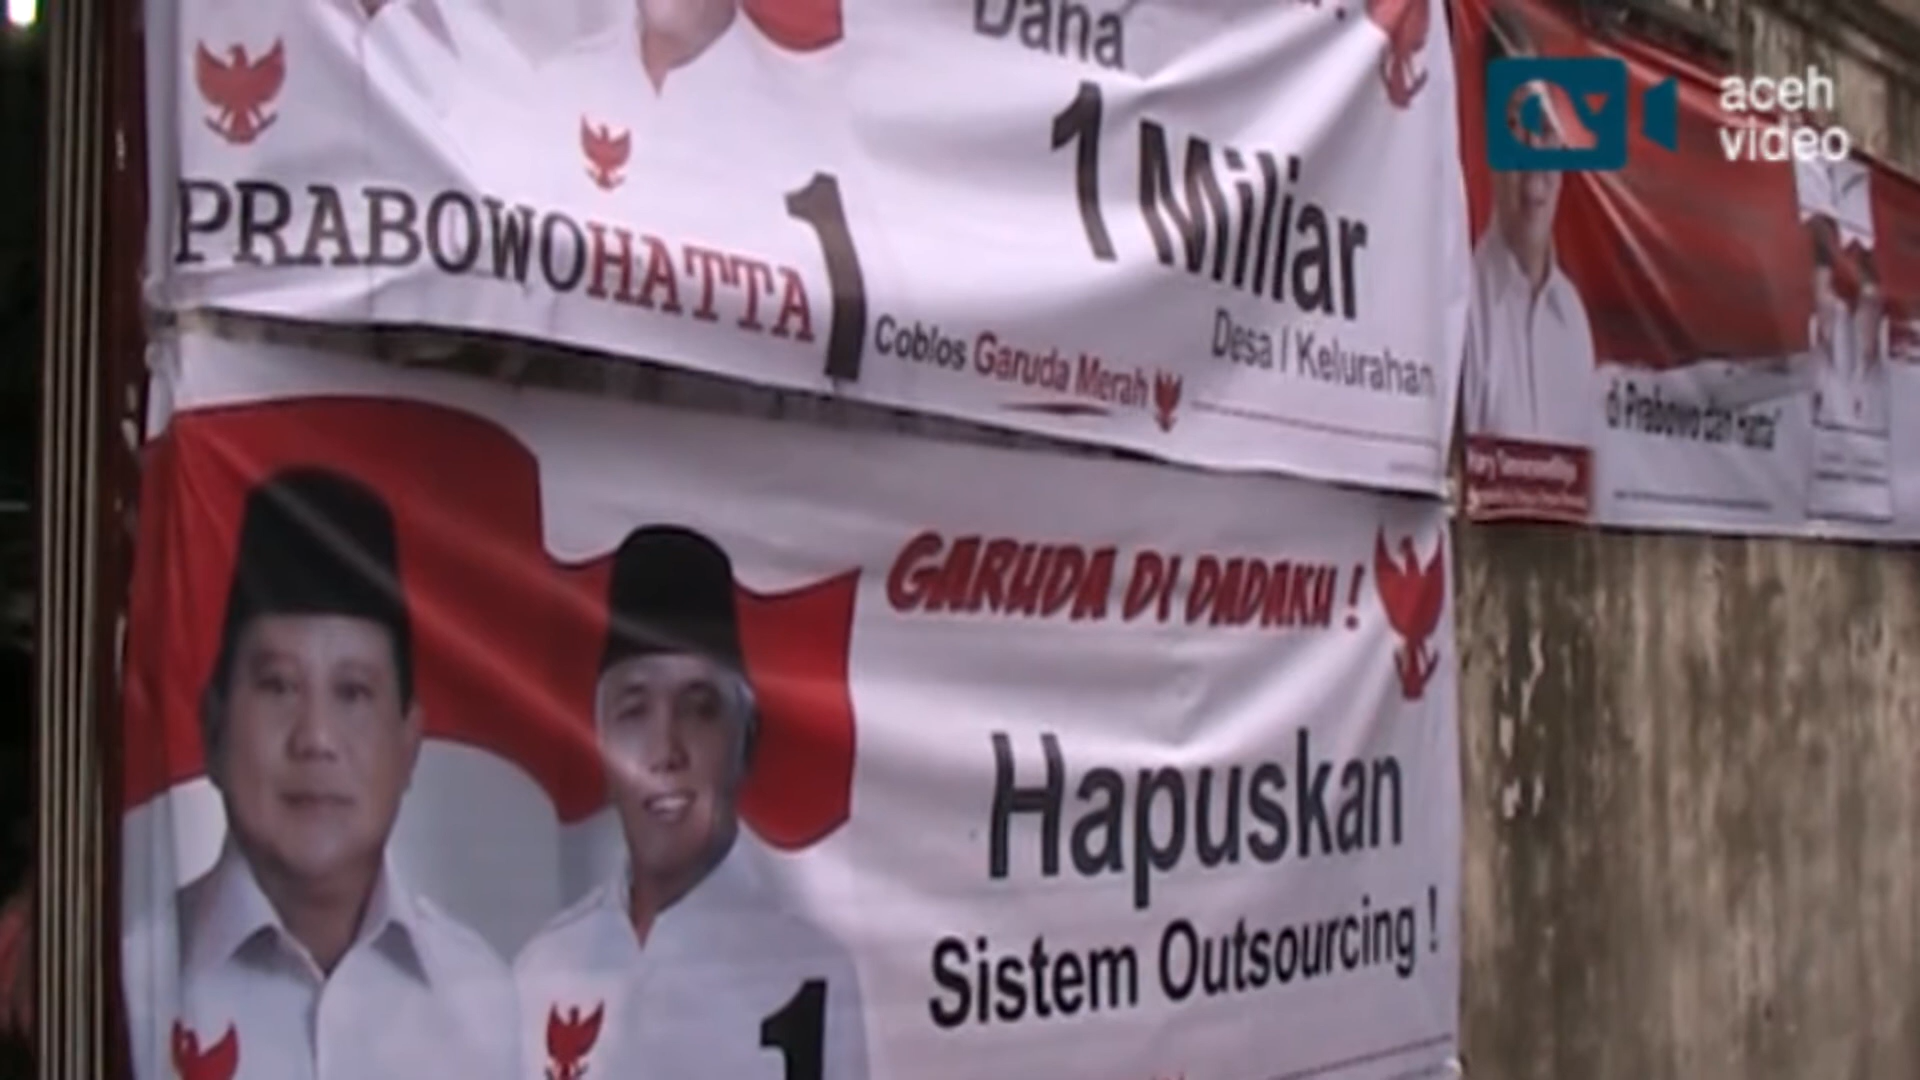 Dana
1 Miliar
Desa / Kelurahan
PRABOWOHATTA
1
Coblos Garuda Merah
aceh
video
di Prabowo dan Hatta"
GARUDA DI DADAKU !
Hapuskan
Sistem Outsourcing !
1